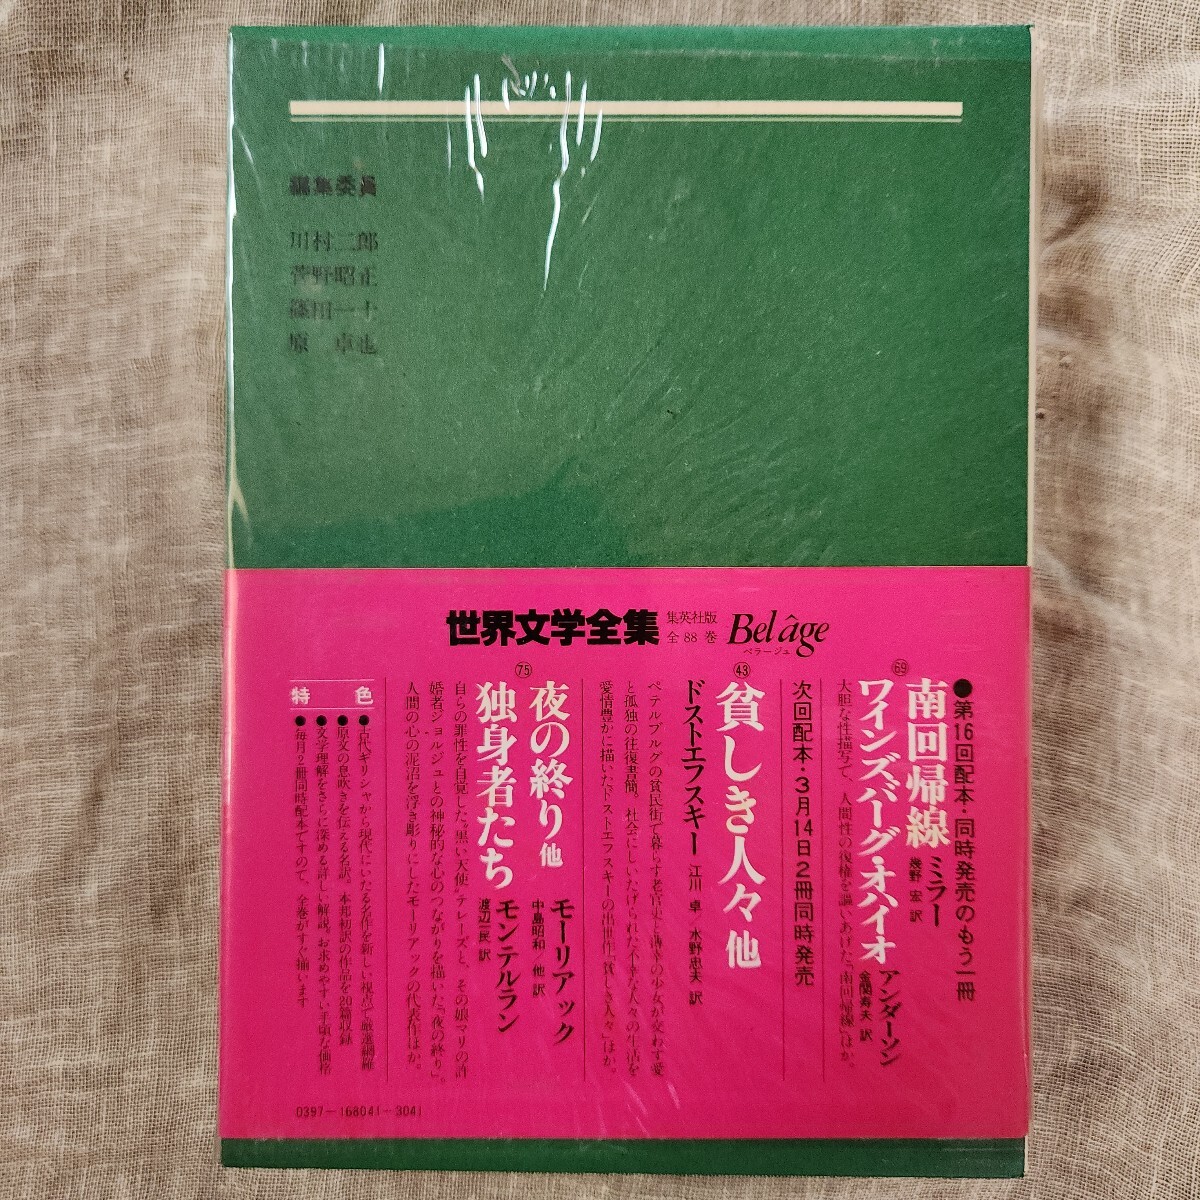 編集委員
川村二郎
菅野昭正
篠田一士
原 卓也
世界文学全集
集英社版
全88巻
Bel âge
ベラージュ
●第16回配本・同時発売のもう一冊
69
南回帰線 ミラー
幾野 宏 訳
ワインズバーグ・オハイオ アンダーソン
金関寿夫 訳
大胆な性描写で、人間性の復権を謳いあげた「南回帰線」ほか。
次回配本・3月14日2冊同時発売
43
貧しき人々 他
ドストエフスキー 江川 卓/水野忠夫 訳
ペテルブルグの貧民街で暮らす老官吏と薄幸の少女が交わす愛
と孤独の往復書簡。社会にしいたげられた不幸な人々の生活を
愛情豊かに描いたドストエフスキーの出世作「貧しき人々」ほか。
75
夜の終り 他 モーリアック
中島昭和/他 訳
独身者たち モンテルラン
渡辺一民 訳
自らの罪性を自覚した“黒い天使”テレーズと、その娘マリの許
婚者ジョルジュとの神秘的な心のつながりを描いた「夜の終り」。
人間の心の泥沼を浮き彫りにしたモーリアックの代表作ほか。
特色
●古代ギリシャから現代にいたる名作を新しい視点で厳選網羅
●原文の息吹きを伝える名訳。本邦初訳の作品を20篇収録
●文学理解をさらに深める詳しい解説。お求めやすい手頃な価格
●毎月2冊同時配本ですので、全巻がすぐ揃います
0397-168041-3041